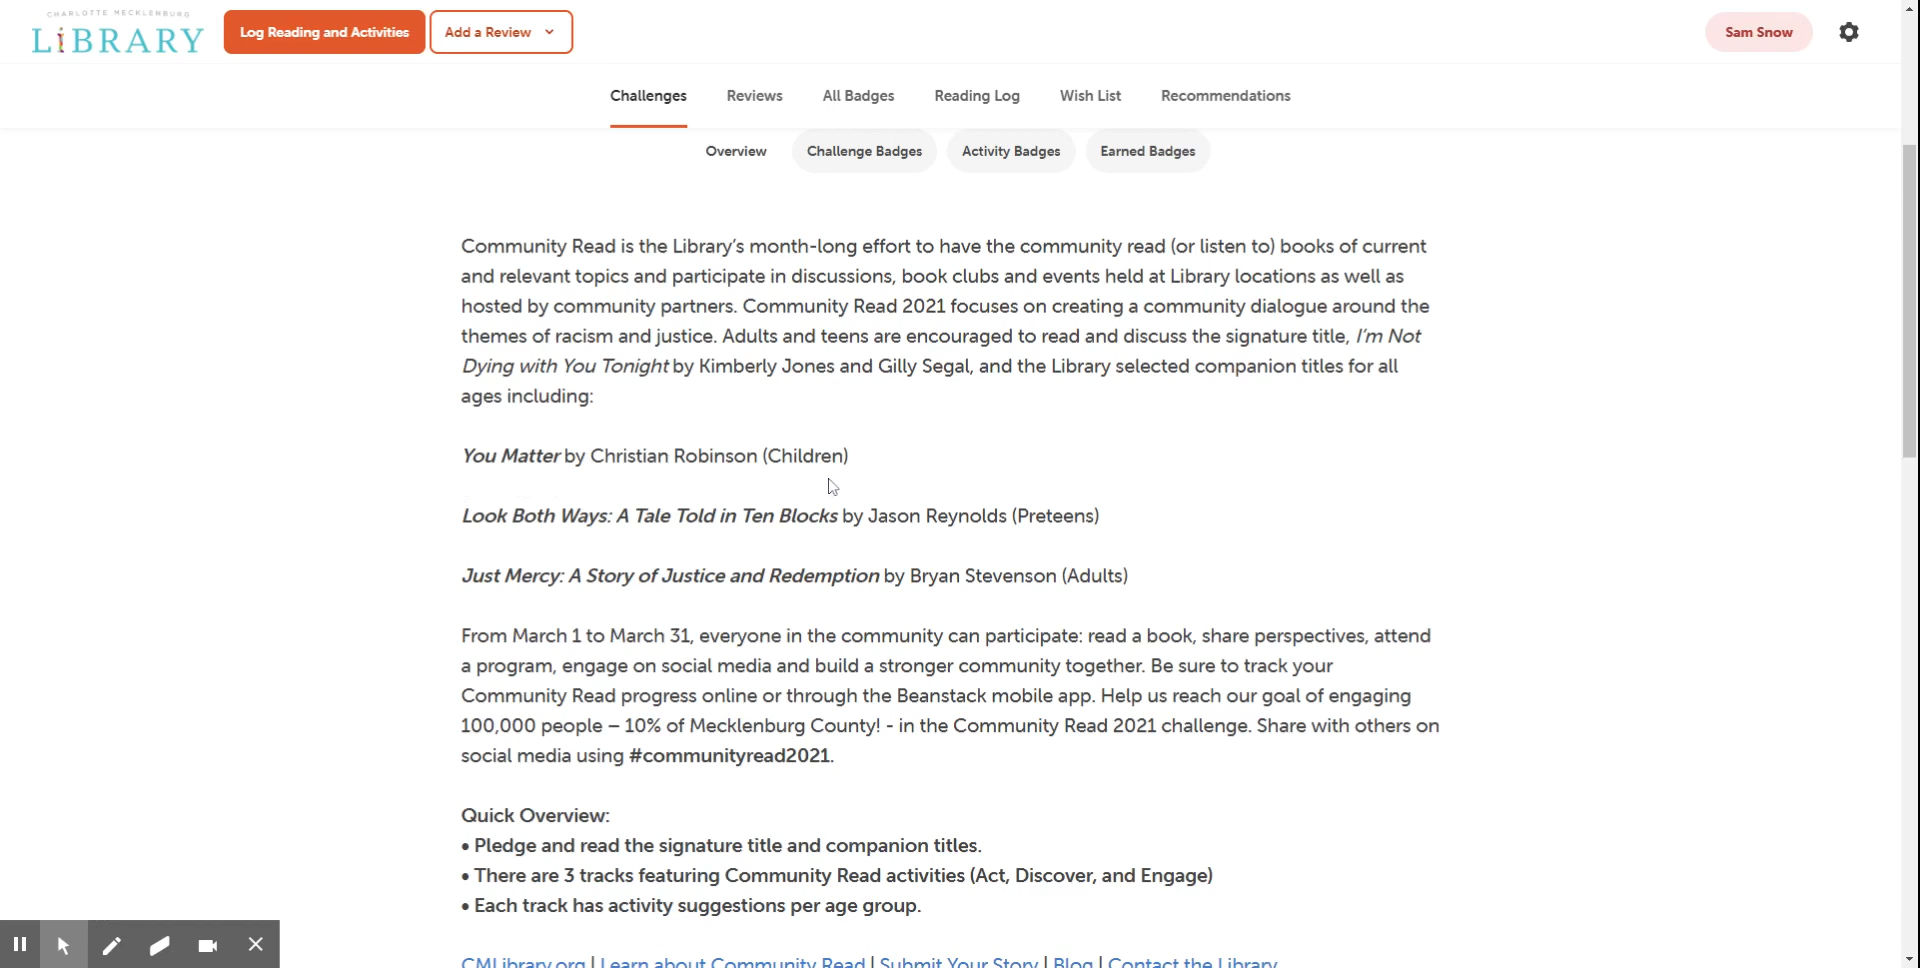 CHARLOTTE MECKLENBURG
LiBRARY
Log Reading and Activities
Add a Review
Sam Snow
Challenges
Reviews
All Badges
Reading Log
Wish List
Recommendations
Overview
Challenge Badges
Activity Badges
Earned Badges
Community Read is the Library's month-long effort to have the community read (or listen to) books of current
and relevant topics and participate in discussions, book clubs and events held at Library locations as well as
hosted by community partners. Community Read 2021 focuses on creating a community dialogue around the
themes of racism and justice. Adults and teens are encouraged to read and discuss the signature title, I'm Not
Dying with You Tonight by Kimberly Jones and Gilly Segal, and the Library selected companion titles for all
ages including:
You Matter by Christian Robinson (Children)
Look Both Ways: A Tale Told in Ten Blocks by Jason Reynolds (Preteens)
Just Mercy: A Story of Justice and Redemption by Bryan Stevenson (Adults)
From March 1 to March 31, everyone in the community can participate: read a book, share perspectives, attend
a program, engage on social media and build a stronger community together. Be sure to track your
Community Read progress online or through the Beanstack mobile app. Help us reach our goal of engaging
100,000 people – 10% of Mecklenburg County! - in the Community Read 2021 challenge. Share with others on
social media using #communityread2021.
Quick Overview:
• Pledge and read the signature title and companion titles.
• There are 3 tracks featuring Community Read activities (Act, Discover, and Engage)
• Each track has activity suggestions per age group.
CMLibrary.org | Learn about Community Read | Submit Your Story | Blog | Contact the Library